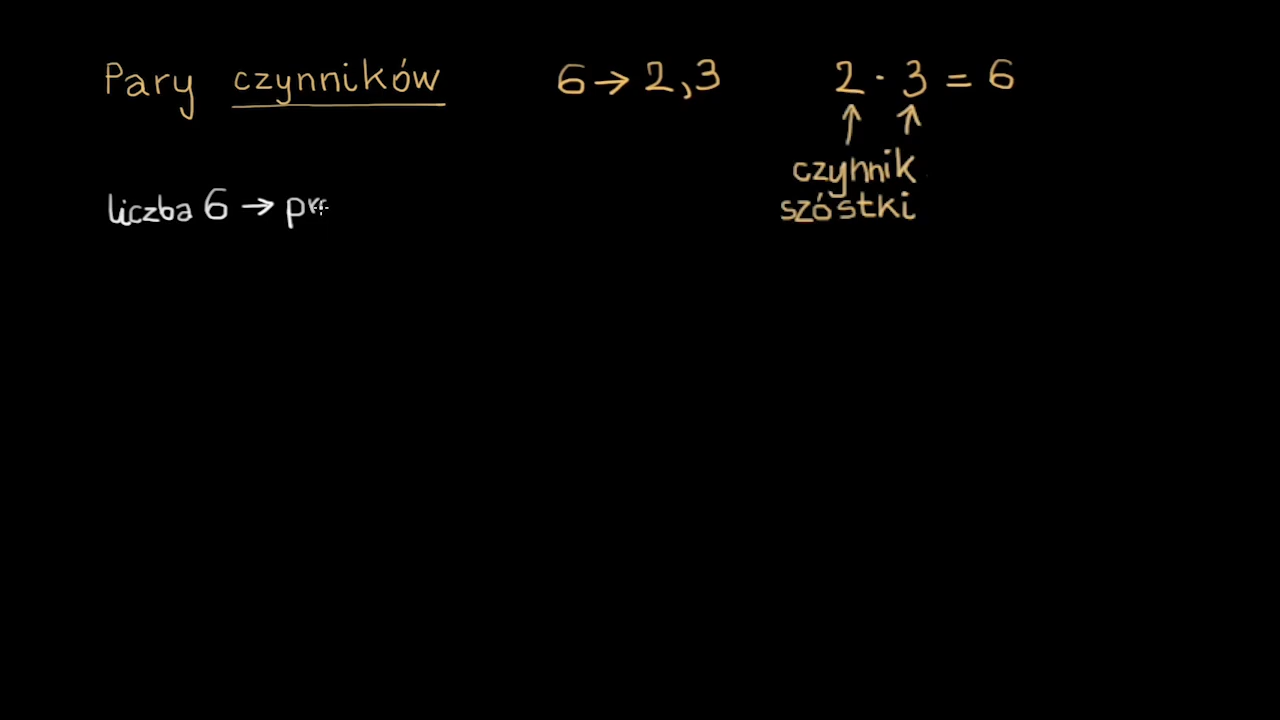 Pary czynników 6 → 2,3 2 · 3 = 6
↑ ↑
czynnik
szóstki
liczba 6 →